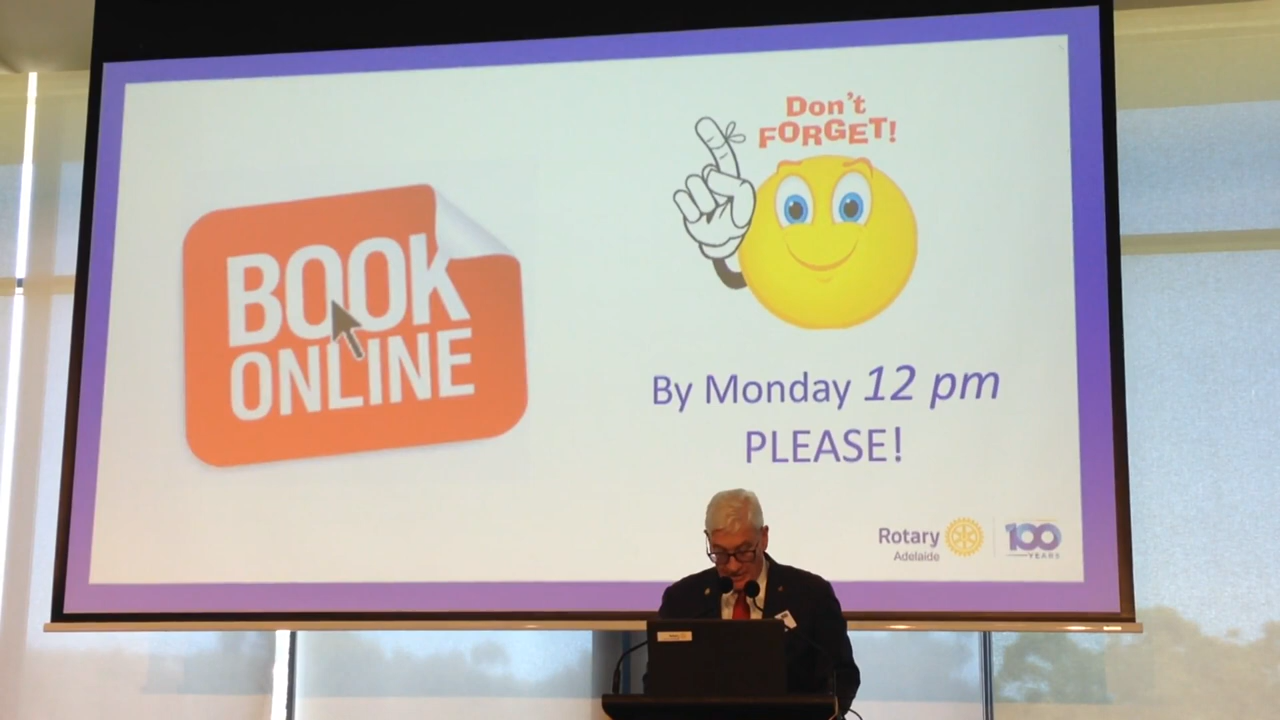 BOOK
ONLINE
Don't
FORGET!
By Monday 12 pm
PLEASE!
Rotary
Adelaide
100
YEARS